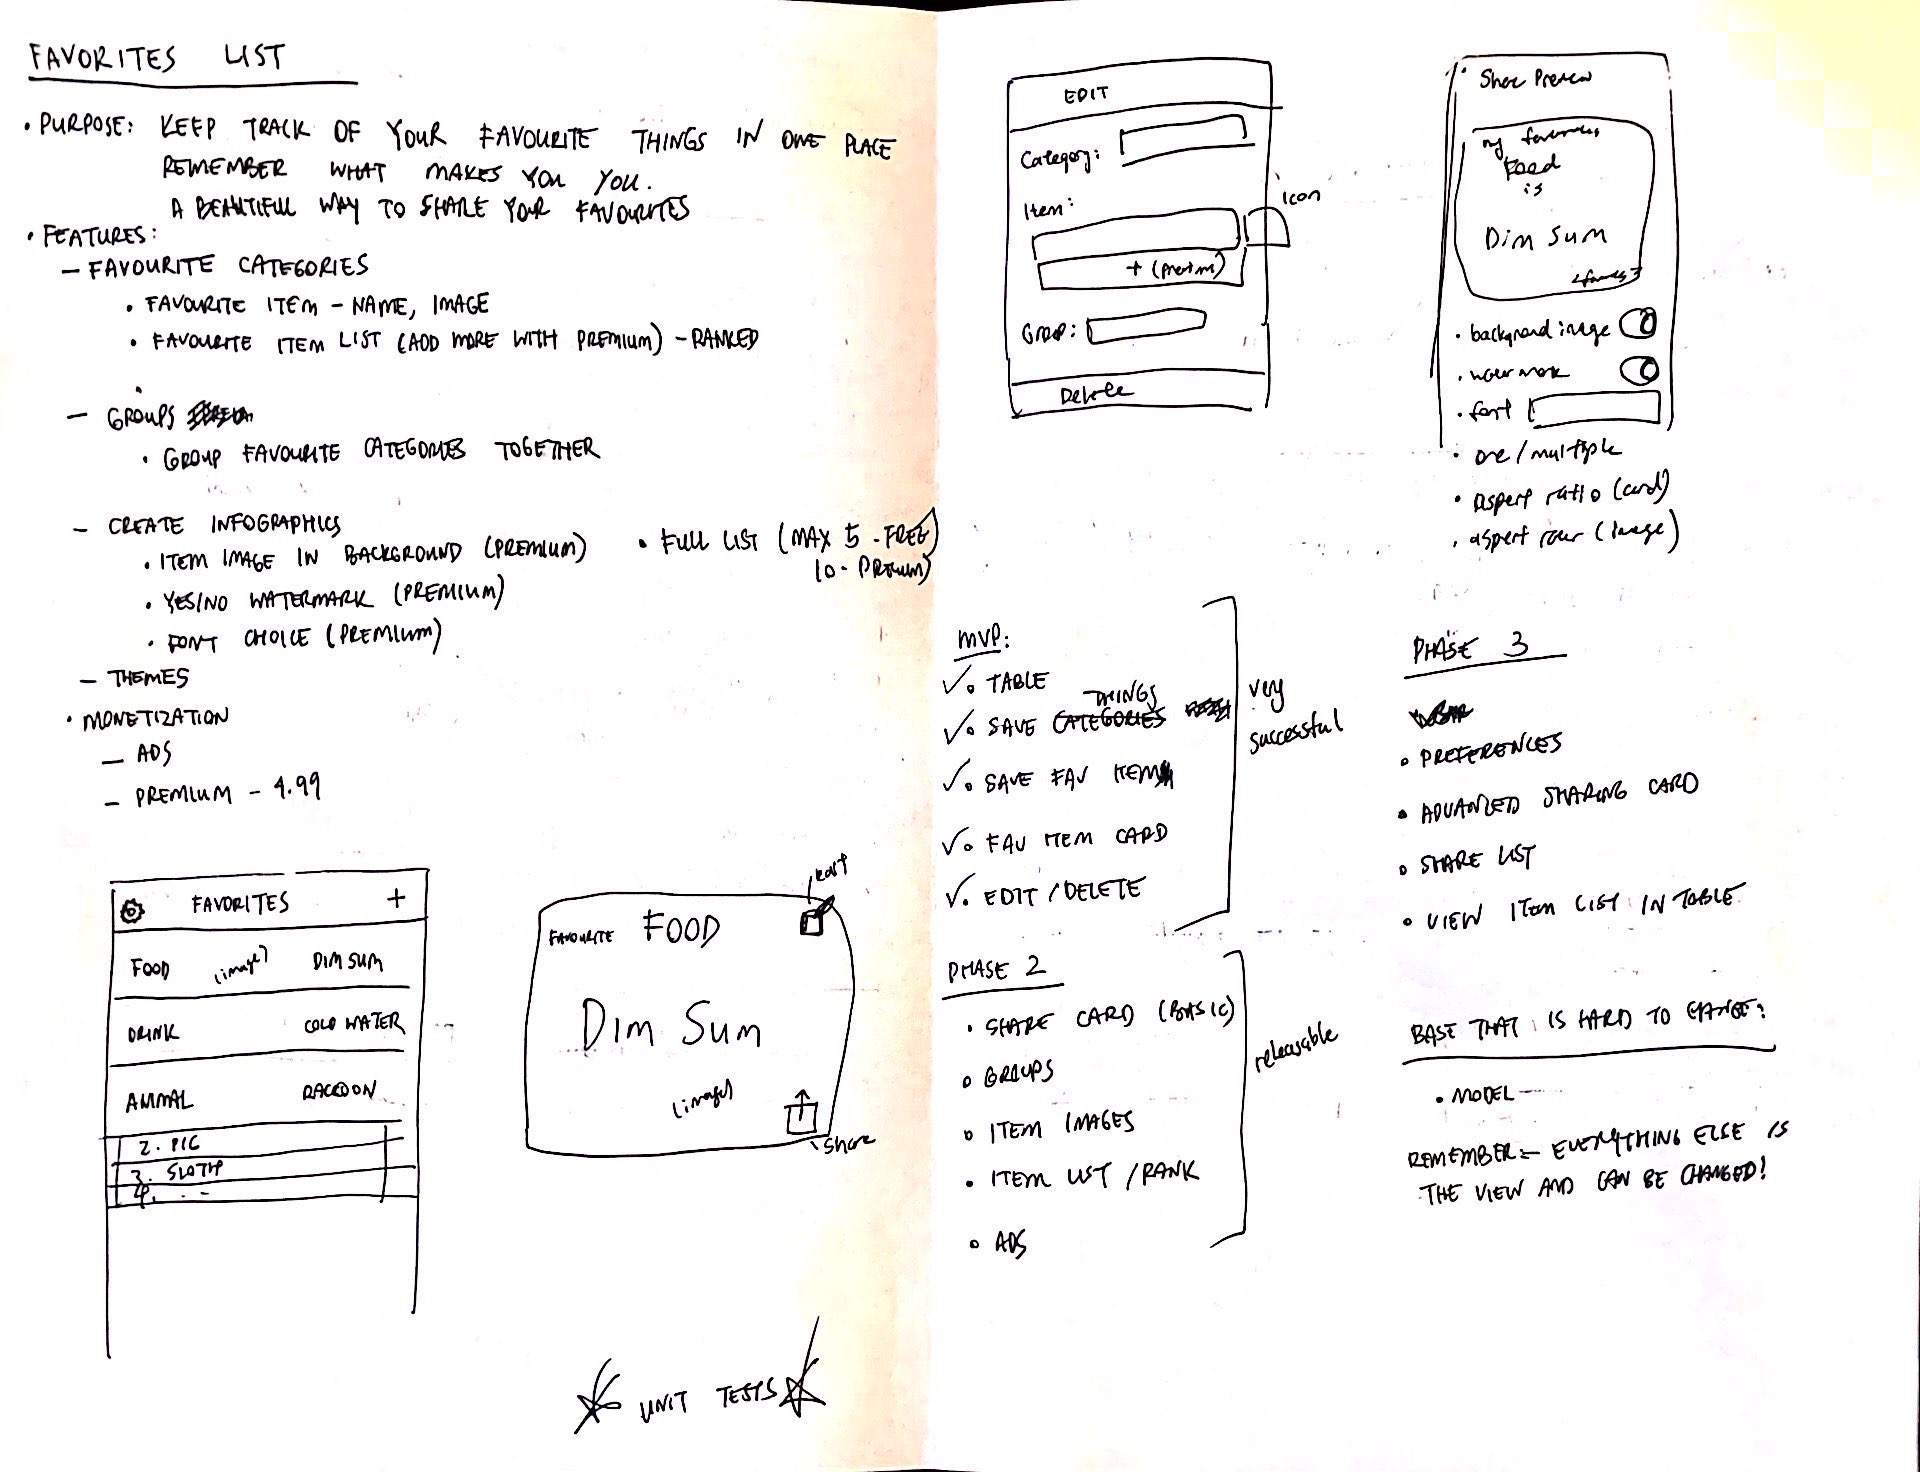 FAVORITES LIST
• PURPOSE: KEEP TRACK OF YOUR FAVOURITE THINGS IN ONE PLACE
REMEMBER WHAT MAKES YOU YOU.
A BEAUTIFUL WAY TO SHARE YOUR FAVOURITES
• FEATURES:
– FAVOURITE CATEGORIES
• FAVOURITE ITEM – NAME, IMAGE
• FAVOURITE ITEM LIST (ADD MORE WITH PREMIUM) – RANKED
– GROUPS
• GROUP FAVOURITE CATEGORIES TOGETHER
– CREATE INFOGRAPHICS
• ITEM IMAGE IN BACKGROUND (PREMIUM)
• YES/NO WATERMARK (PREMIUM)
• FONT CHOICE (PREMIUM)
• FULL LIST (MAX 5 - FREE
10 - PREMIUM)
– THEMES
• MONETIZATION
– ADS
– PREMIUM – 4.99
FAVORITES +
FOOD (image) DIM SUM
DRINK COLD WATER
ANIMAL RACCOON
2. PIG
3. SLOTH
4. - -
FAVOURITE FOOD
Dim Sum
(image)
share
UNIT TESTS
EDIT
Category:
Item:
icon
+ (premium)
Group:
Delete
Share Preview
my favourites
Food
is
Dim Sum
• background image
• watermark
• font
• one/multiple
• aspect ratio (card)
• aspect ratio (image)
MVP:
✓ • TABLE
THINGS
✓ • SAVE CATEGORIES
✓ • SAVE FAV ITEM
✓ • FAV ITEM CARD
✓ • EDIT/DELETE
very
successful
PHASE 2
• SHARE CARD (BASIC)
• GROUPS
• ITEM IMAGES
• ITEM LIST/RANK
• ADS
releasable
PHASE 3
• PREFERENCES
• ADVANCED SHARING CARD
• SHARE LIST
• VIEW ITEM LIST IN TABLE
BASE THAT IS HARD TO CHANGE:
• MODEL
REMEMBER – EVERYTHING ELSE IS
THE VIEW AND CAN BE CHANGED!